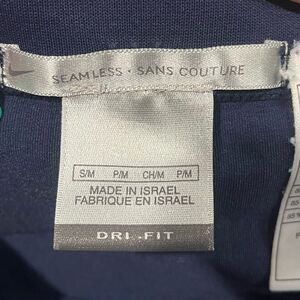 SEAMLESS · SANS COUTURE
S/M P/M CH/M P/M
MADE IN ISRAEL
FABRIQUE EN ISRAEL
DRI-FIT